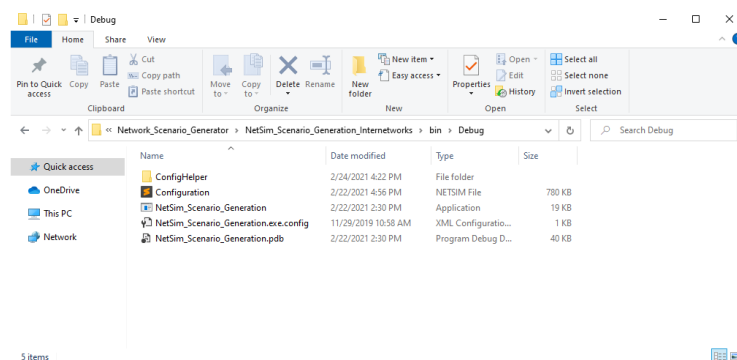 Debug
File Home Share View
Pin to Quick access
Copy
Paste
Cut
Copy path
Paste shortcut
Clipboard
Move to
Copy to
Delete
Rename
Organize
New folder
New item
Easy access
New
Properties
Open
Edit
History
Open
Select all
Select none
Invert selection
Select
« Network_Scenario_Generator › NetSim_Scenario_Generation_Internetworks › bin › Debug
Search Debug
Quick access
OneDrive
This PC
Network
Name Date modified Type Size
ConfigHelper 2/24/2021 4:22 PM File folder
Configuration 2/22/2021 4:56 PM NETSIM File 780 KB
NetSim_Scenario_Generation 2/22/2021 2:30 PM Application 19 KB
NetSim_Scenario_Generation.exe.config 11/29/2019 10:58 AM XML Configuratio... 1 KB
NetSim_Scenario_Generation.pdb 2/22/2021 2:30 PM Program Debug D... 40 KB
5 items